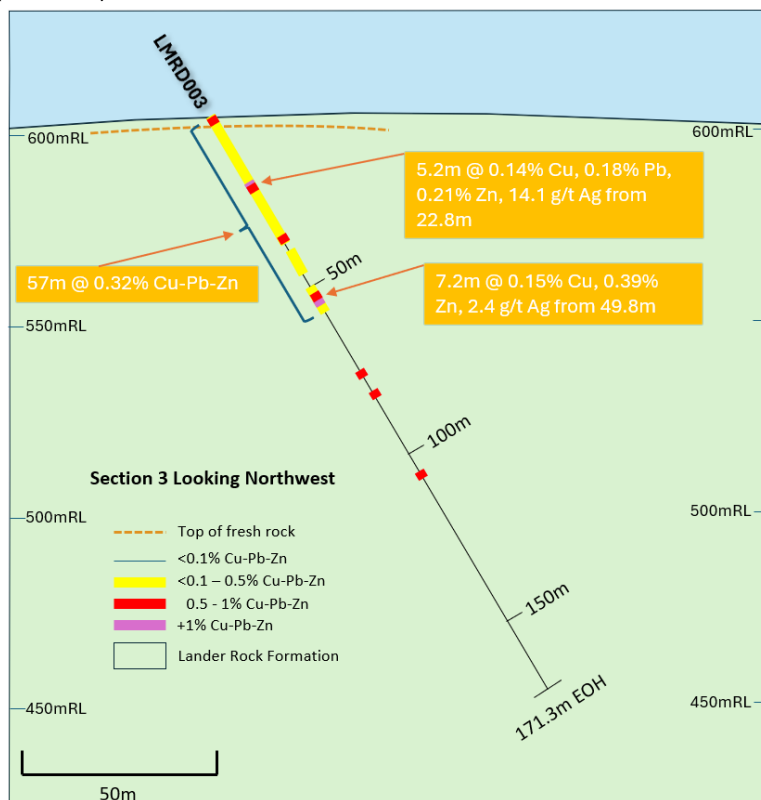 LMRD003
600mRL
600mRL
5.2m @ 0.14% Cu, 0.18% Pb,
0.21% Zn, 14.1 g/t Ag from
22.8m
57m @ 0.32% Cu-Pb-Zn
50m
7.2m @ 0.15% Cu, 0.39%
Zn, 2.4 g/t Ag from 49.8m
550mRL
100m
Section 3 Looking Northwest
500mRL
500mRL
Top of fresh rock
<0.1% Cu-Pb-Zn
<0.1 – 0.5% Cu-Pb-Zn
0.5 - 1% Cu-Pb-Zn
+1% Cu-Pb-Zn
Lander Rock Formation
150m
171.3m EOH
450mRL
450mRL
50m